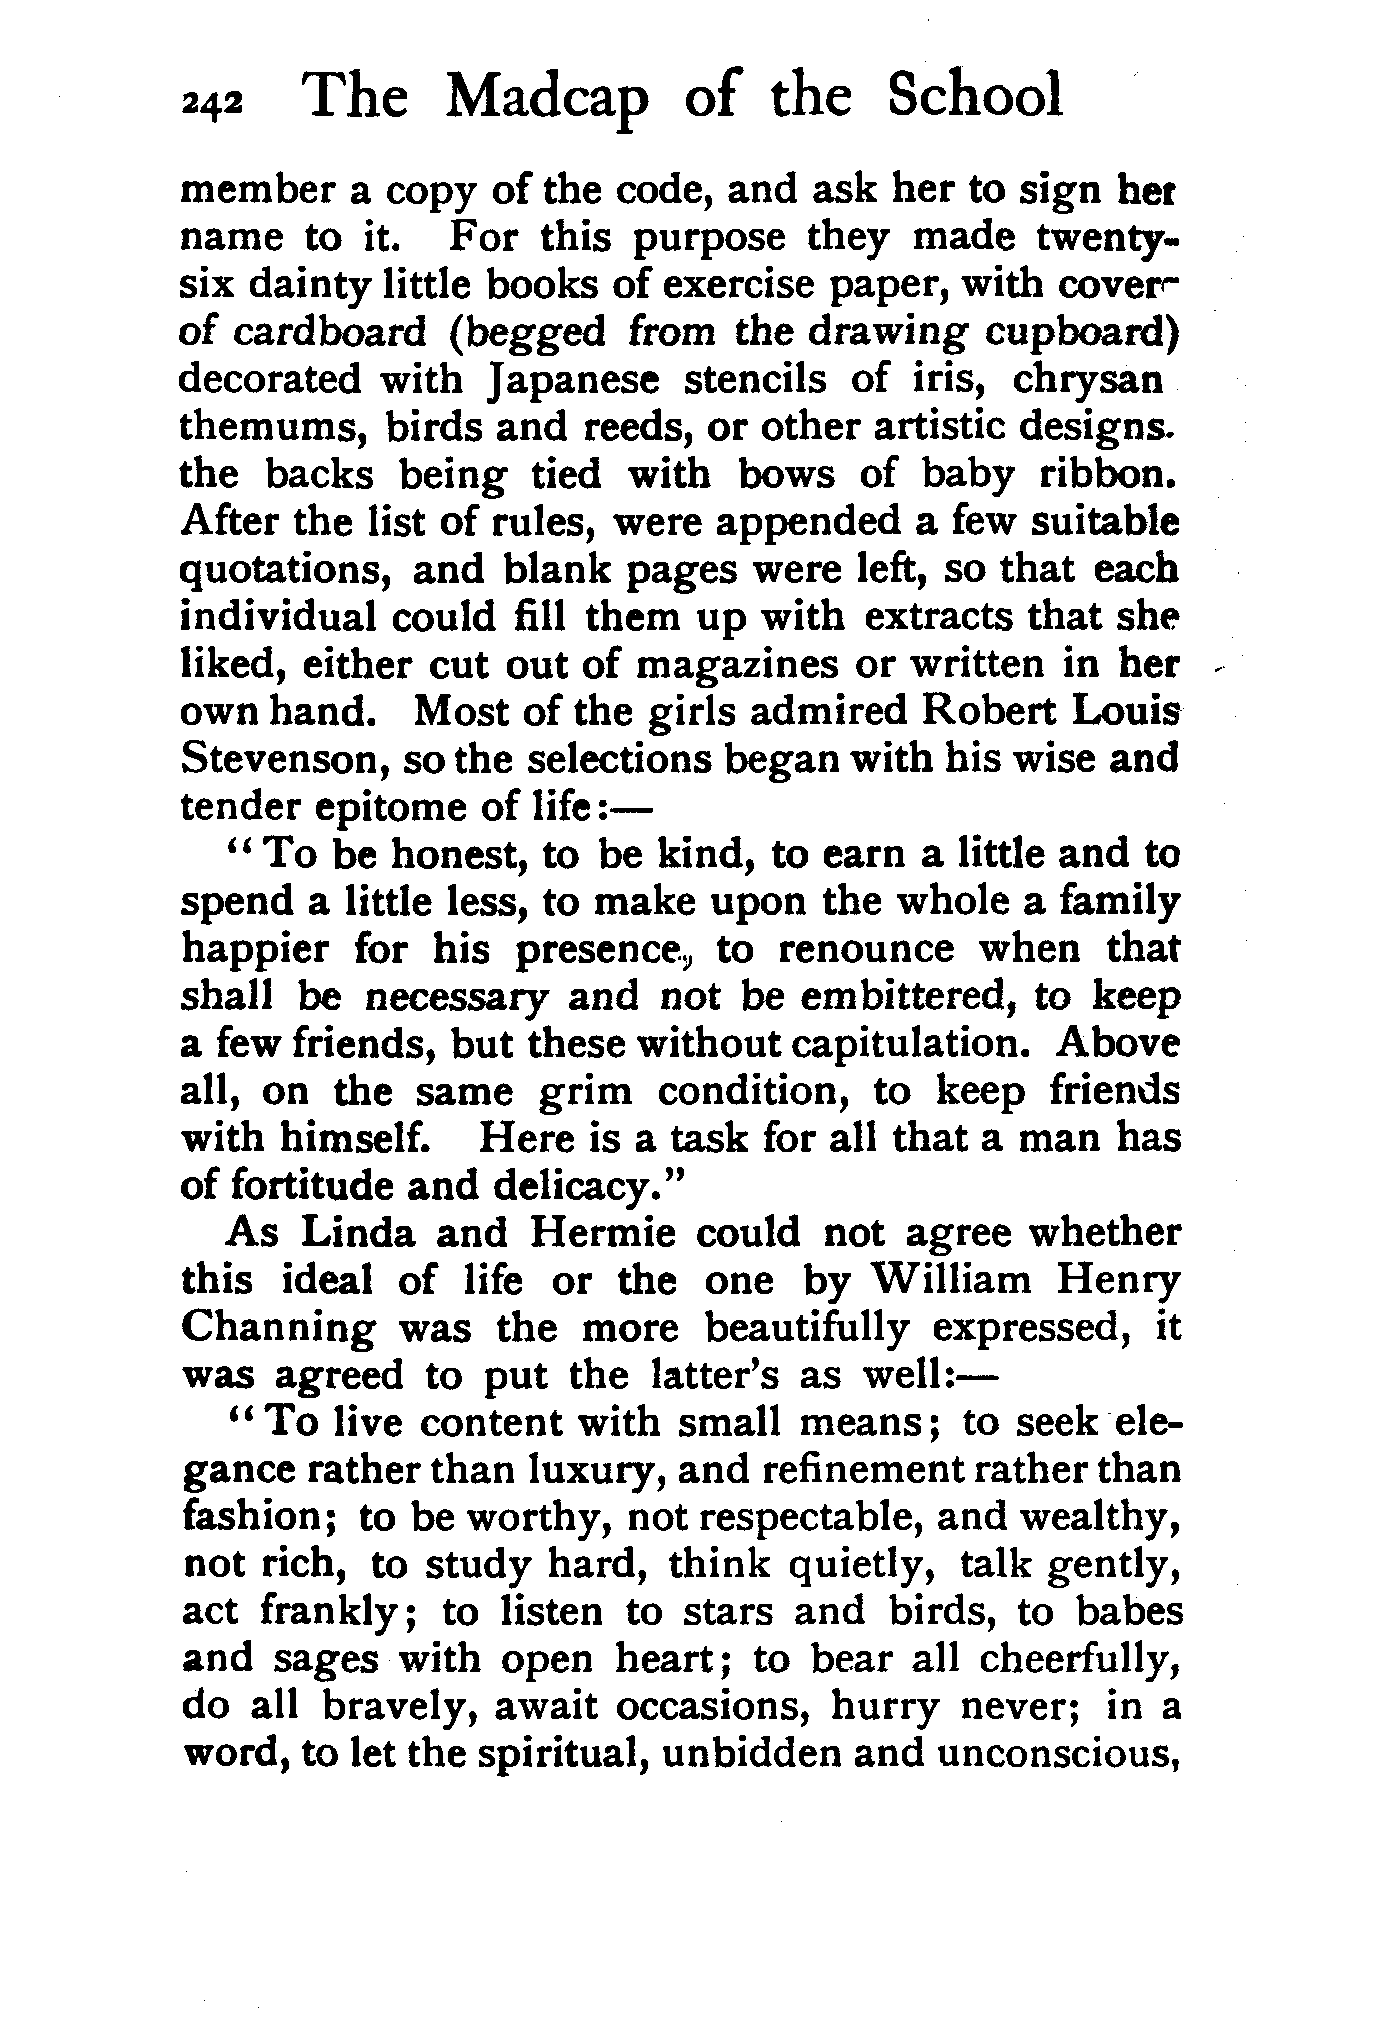 242 The Madcap of the School
member a copy of the code, and ask her to sign her
name to it. For this purpose they made twenty-
six dainty little books of exercise paper, with cover
of cardboard (begged from the drawing cupboard)
decorated with Japanese stencils of iris, chrysan
themums, birds and reeds, or other artistic designs.
the backs being tied with bows of baby ribbon.
After the list of rules, were appended a few suitable
quotations, and blank pages were left, so that each
individual could fill them up with extracts that she
liked, either cut out of magazines or written in her
own hand. Most of the girls admired Robert Louis
Stevenson, so the selections began with his wise and
tender epitome of life:—
“To be honest, to be kind, to earn a little and to
spend a little less, to make upon the whole a family
happier for his presence, to renounce when that
shall be necessary and not be embittered, to keep
a few friends, but these without capitulation. Above
all, on the same grim condition, to keep friends
with himself. Here is a task for all that a man has
of fortitude and delicacy.”
As Linda and Hermie could not agree whether
this ideal of life or the one by William Henry
Channing was the more beautifully expressed, it
was agreed to put the latter’s as well:—
“To live content with small means; to seek ele-
gance rather than luxury, and refinement rather than
fashion; to be worthy, not respectable, and wealthy,
not rich, to study hard, think quietly, talk gently,
act frankly; to listen to stars and birds, to babes
and sages with open heart; to bear all cheerfully,
do all bravely, await occasions, hurry never; in a
word, to let the spiritual, unbidden and unconscious,